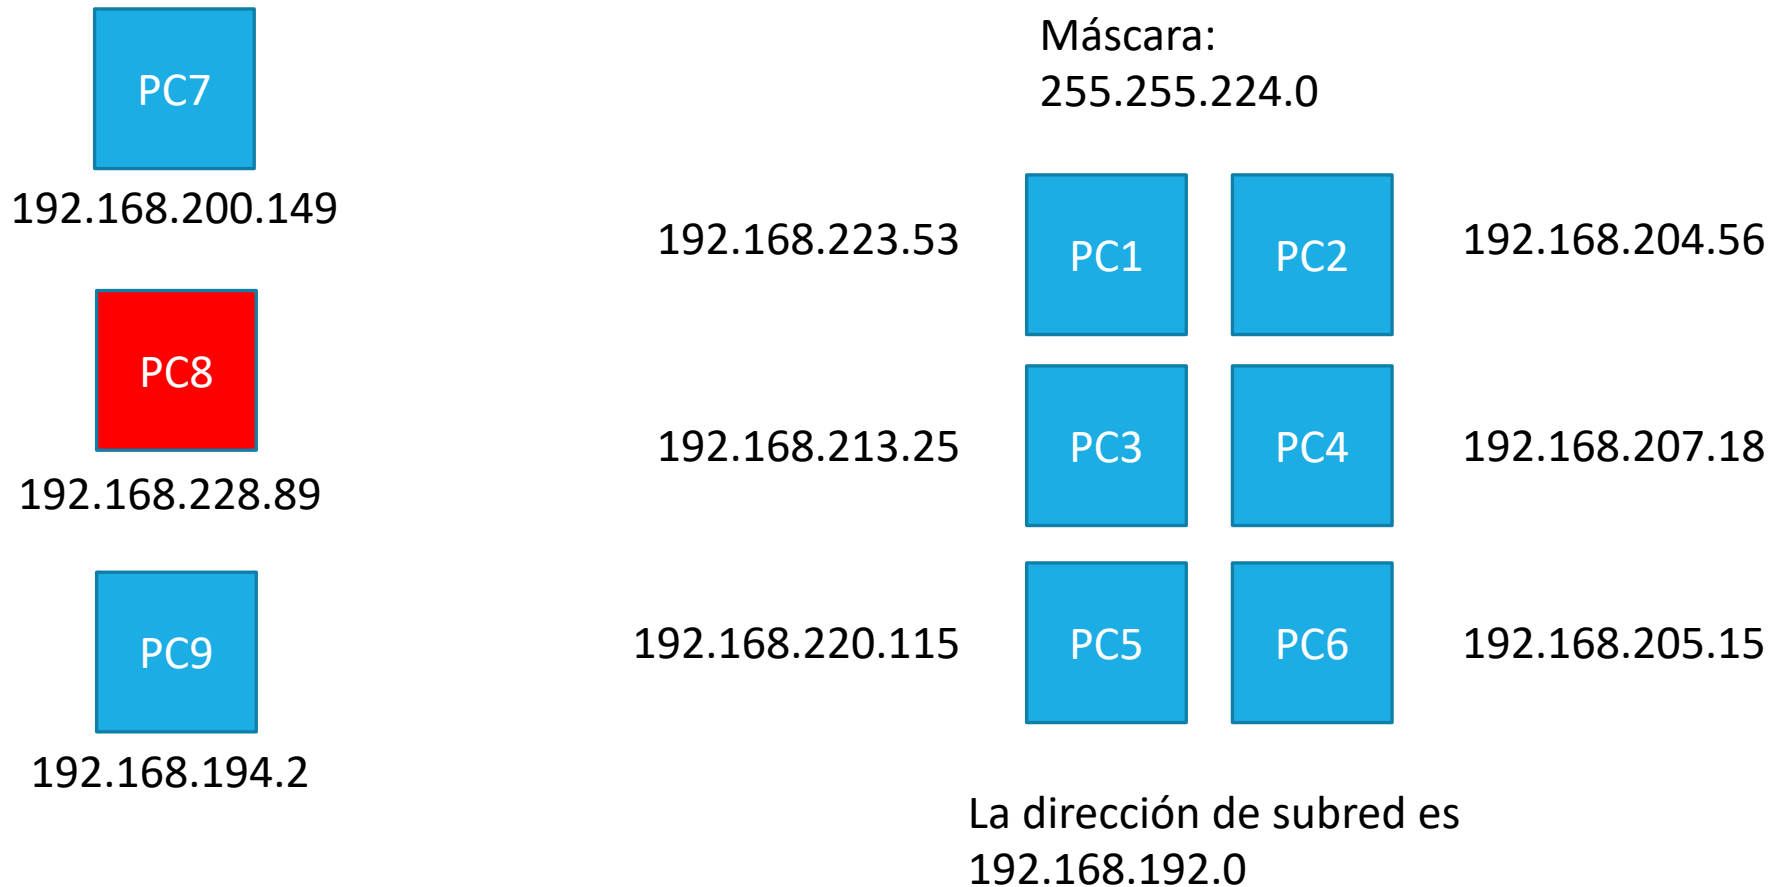 PC7
192.168.200.149
PC8
192.168.228.89
PC9
192.168.194.2
Máscara:
255.255.224.0
192.168.223.53
PC1
PC2
192.168.204.56
192.168.213.25
PC3
PC4
192.168.207.18
192.168.220.115
PC5
PC6
192.168.205.15
La dirección de subred es
192.168.192.0